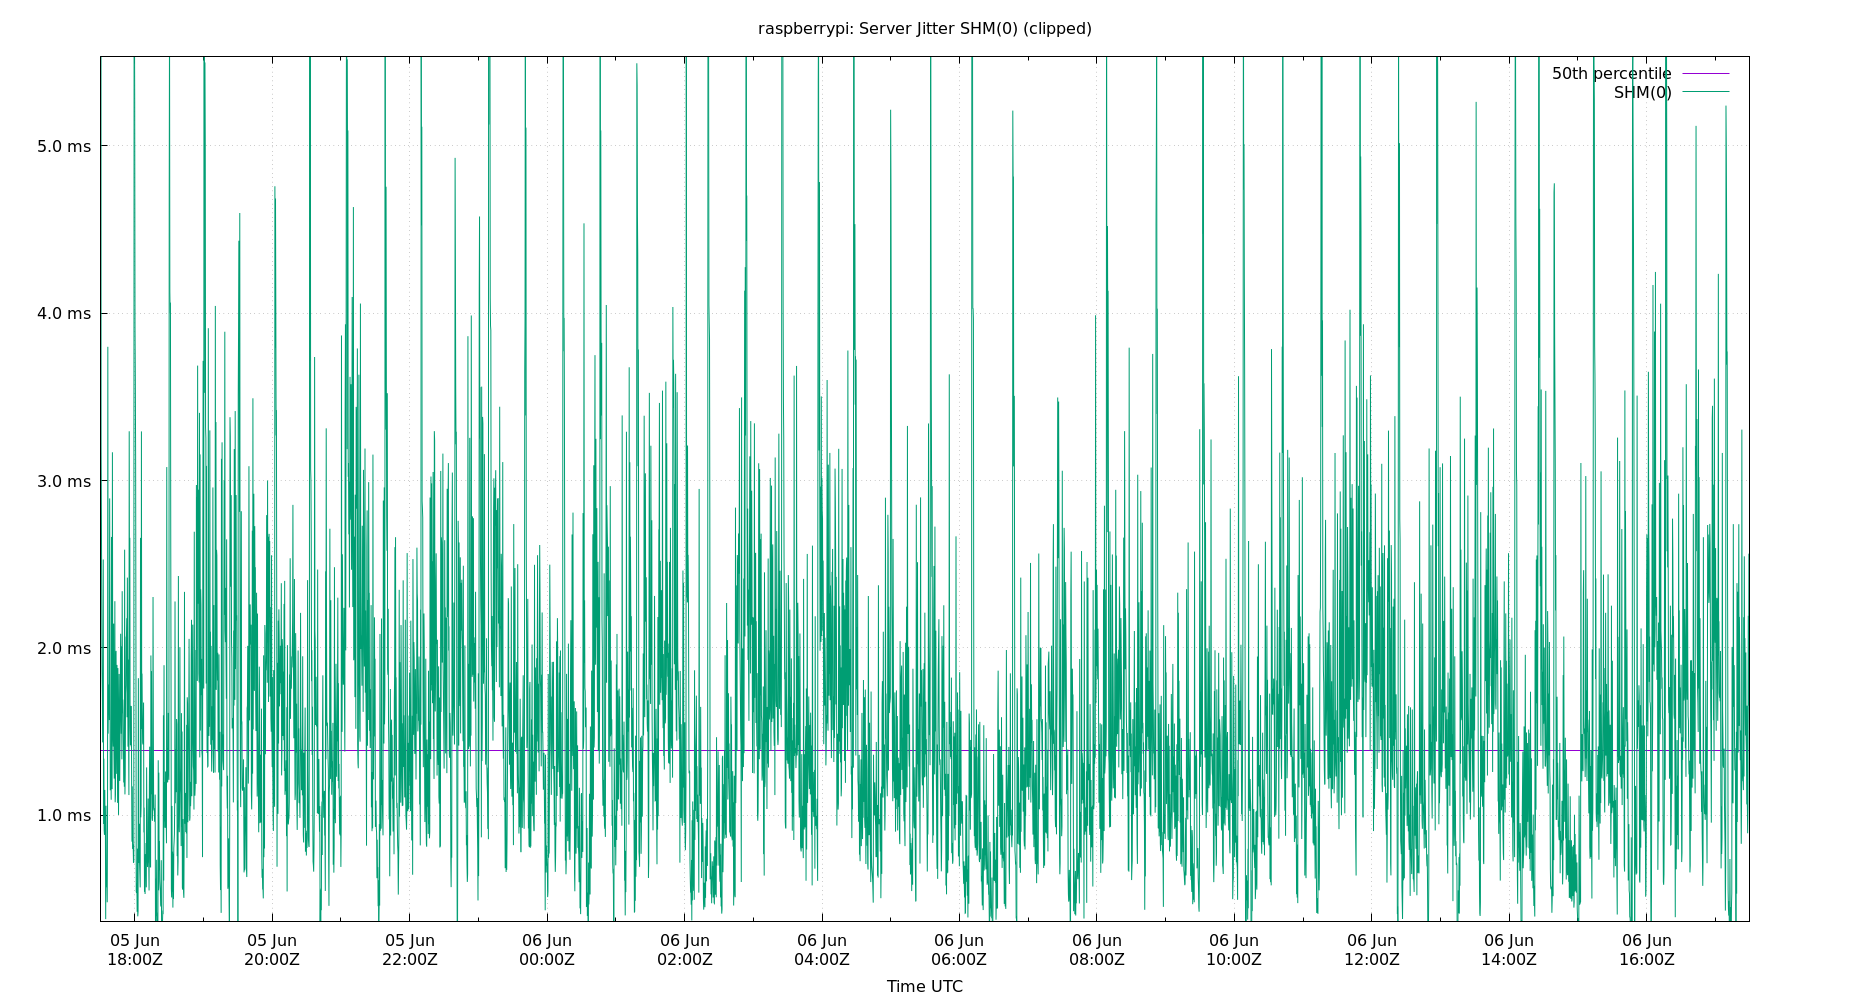 raspberrypi: Server Jitter SHM(0) (clipped)
50th percentile
SHM(0)
5.0 ms
4.0 ms
3.0 ms
2.0 ms
1.0 ms
05 Jun 05 Jun 05 Jun 06 Jun 06 Jun 06 Jun 06 Jun 06 Jun 06 Jun 06 Jun 06 Jun 06 Jun
18:00Z 20:00Z 22:00Z 00:00Z 02:00Z 04:00Z 06:00Z 08:00Z 10:00Z 12:00Z 14:00Z 16:00Z
Time UTC